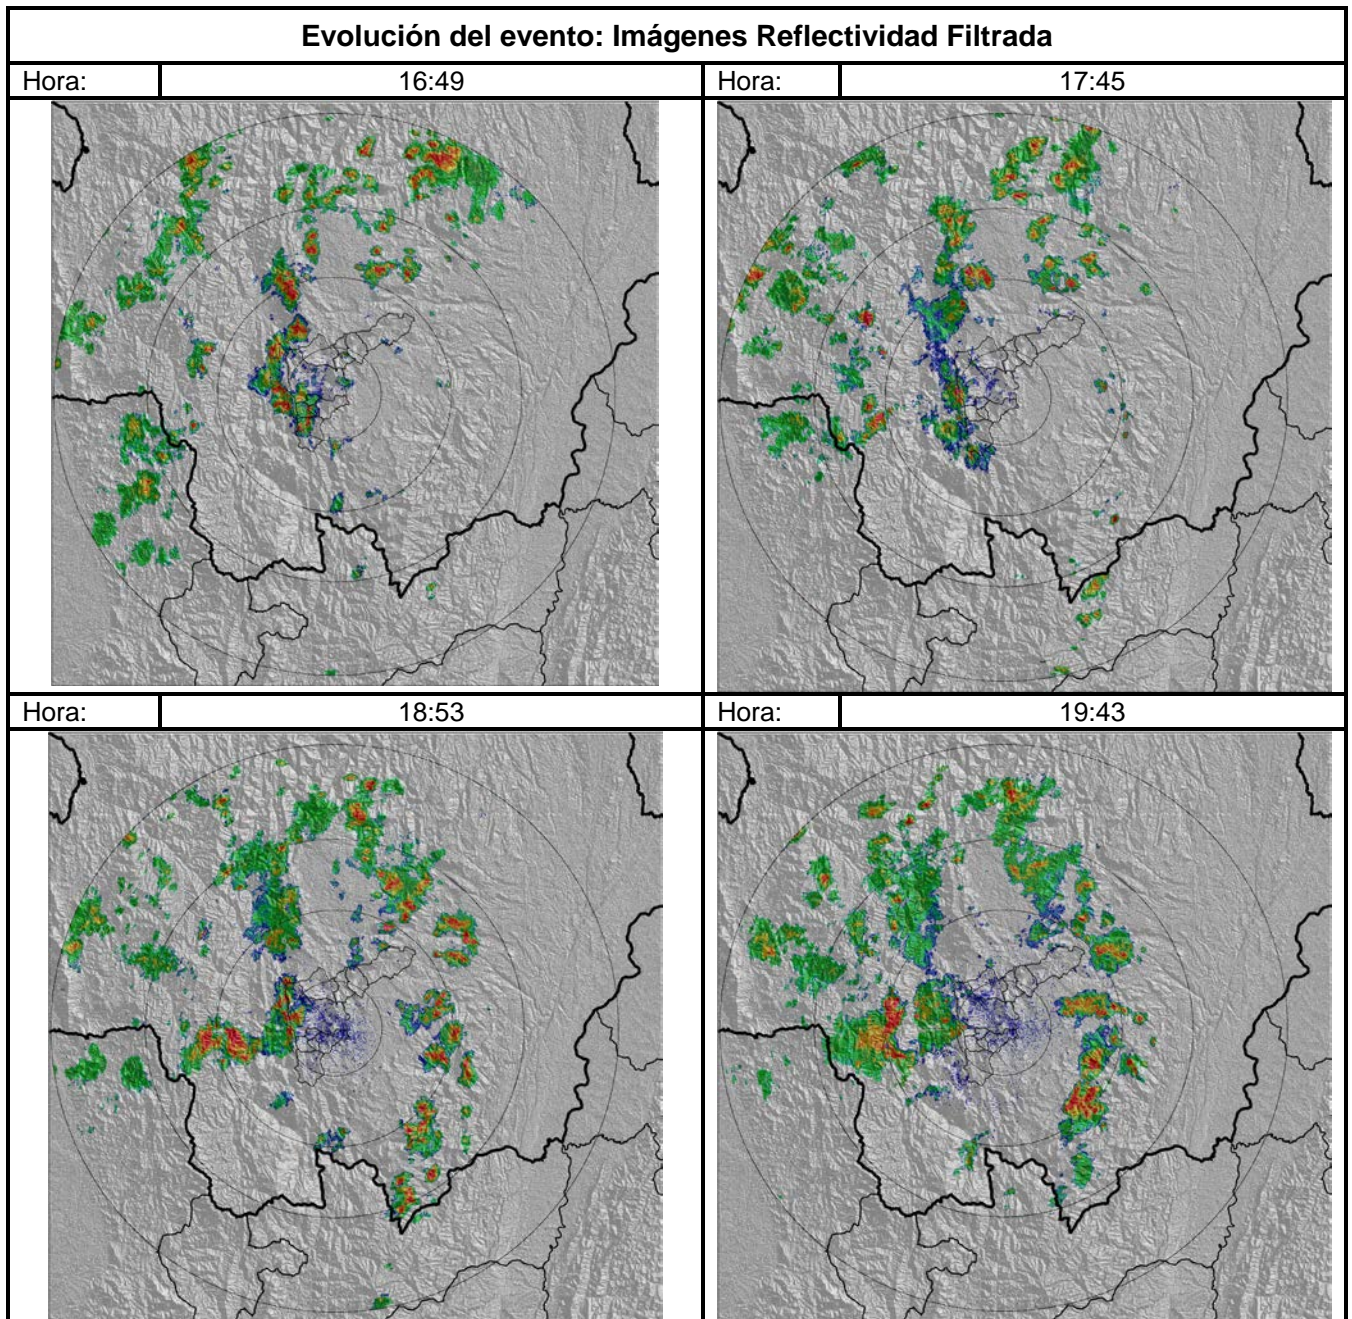 Evolución del evento: Imágenes Reflectividad Filtrada
Hora: 16:49 Hora: 17:45
Hora: 18:53 Hora: 19:43